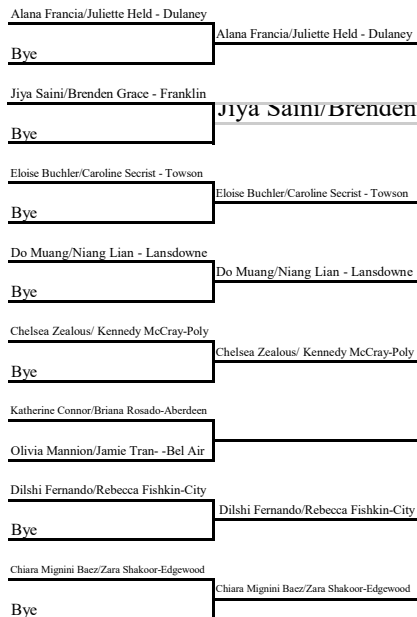 Alana Francia/Juliette Held - Dulaney
Alana Francia/Juliette Held - Dulaney
Bye
Jiya Saini/Brenden Grace - Franklin
Jiya Saini/Brenden
Bye
Eloise Buchler/Caroline Secrist - Towson
Eloise Buchler/Caroline Secrist - Towson
Bye
Do Muang/Niang Lian - Lansdowne
Do Muang/Niang Lian - Lansdowne
Bye
Chelsea Zealous/ Kennedy McCray-Poly
Chelsea Zealous/ Kennedy McCray-Poly
Bye
Katherine Connor/Briana Rosado-Aberdeen
Olivia Mannion/Jamie Tran- -Bel Air
Dilshi Fernando/Rebecca Fishkin-City
Dilshi Fernando/Rebecca Fishkin-City
Bye
Chiara Mignini Baez/Zara Shakoor-Edgewood
Chiara Mignini Baez/Zara Shakoor-Edgewood
Bye